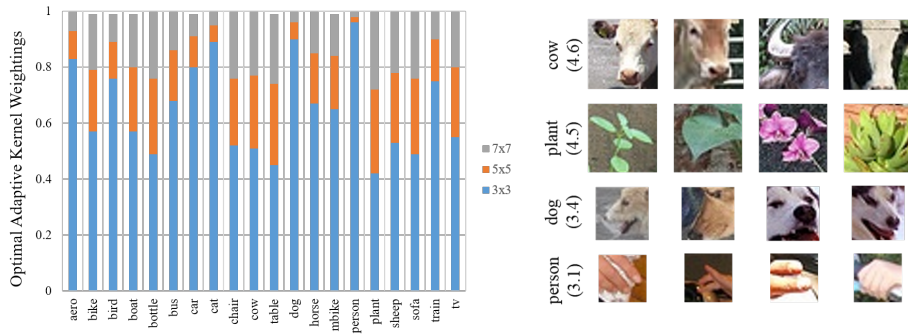 Optimal Adaptive Kernel Weightings
1
0.8
0.6
0.4
0.2
0
aero
bike
bird
boat
bottle
bus
car
cat
chair
cow
table
dog
horse
mbike
person
plant
sheep
sofa
train
tv
7x7
5x5
3x3
cow
(4.6)
plant
(4.5)
dog
(3.4)
person
(3.1)